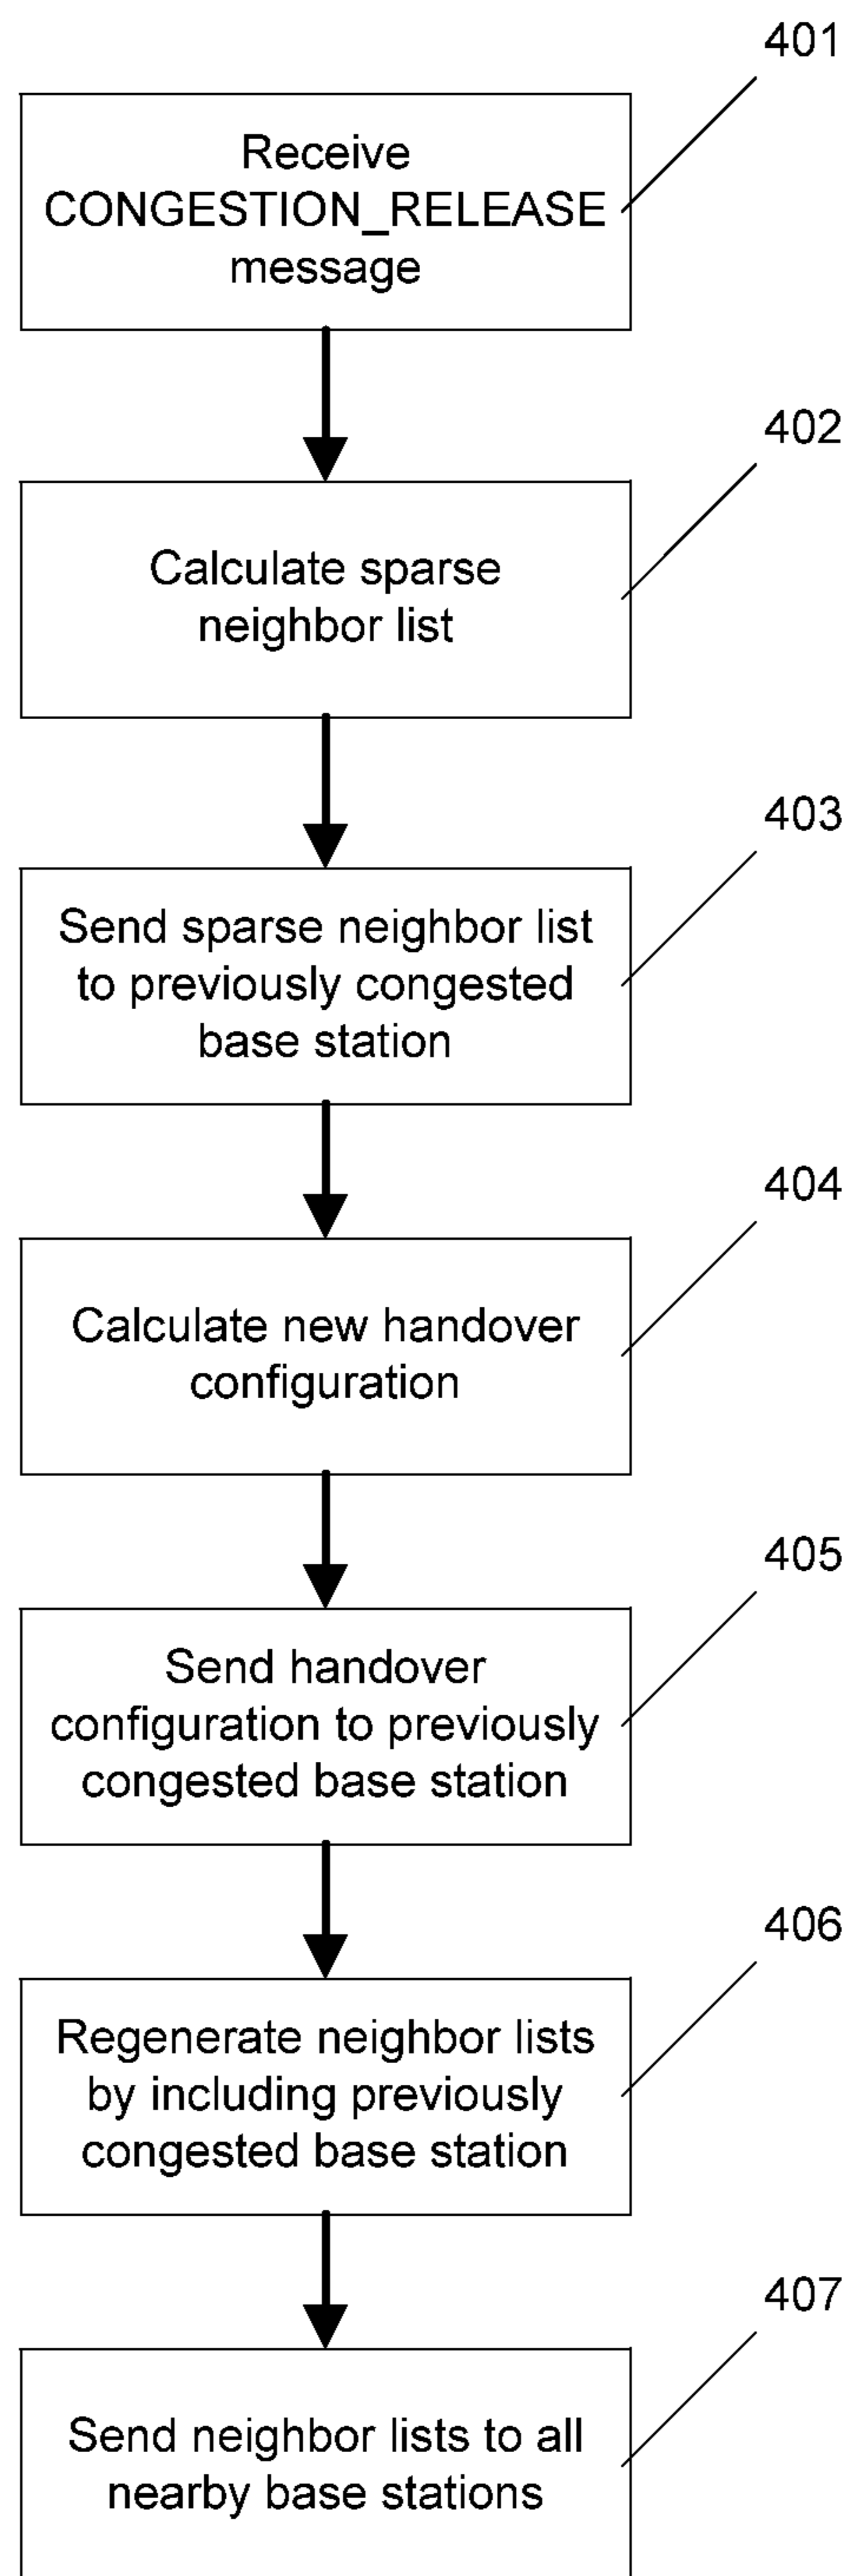 401
Receive
CONGESTION_RELEASE
message
402
Calculate sparse
neighbor list
403
Send sparse neighbor list
to previously congested
base station
404
Calculate new handover
configuration
405
Send handover
configuration to previously
congested base station
406
Regenerate neighbor lists
by including previously
congested base station
407
Send neighbor lists to all
nearby base stations